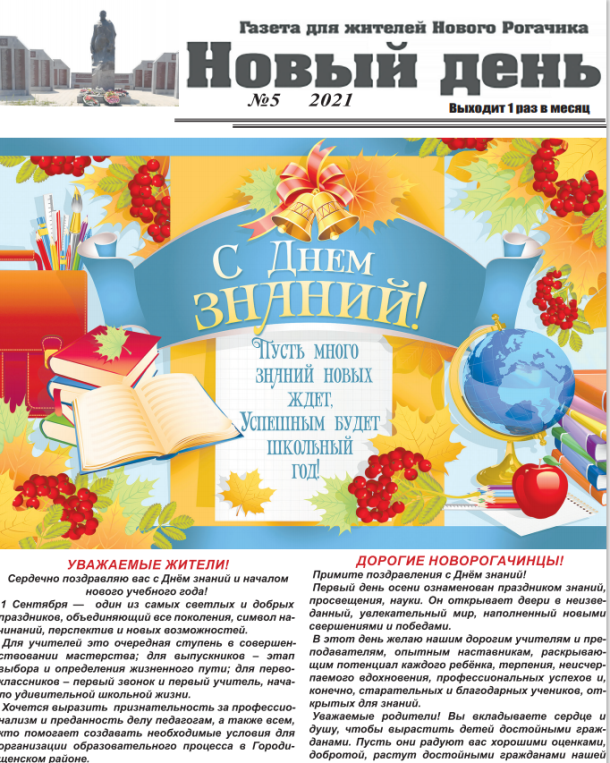 Газета для жителей Нового Рогачика
Новый день
№5 2021
Выходит 1 раз в месяц
С Днем
знаний!
Пусть много
знаний новых
ждет,
Успешным будет
школьный
год!
УВАЖАЕМЫЕ ЖИТЕЛИ!
Сердечно поздравляю вас с Днём знаний и началом
нового учебного года!
1 Сентября — один из самых светлых и добрых
праздников, объединяющий все поколения, символ на-
чинаний, перспектив и новых возможностей.
Для учителей это очередная ступень в совершен-
ствовании мастерства; для выпускников – этап
выбора и определения жизненного пути; для перво-
классников – первый звонок и первый учитель, нача-
ло удивительной школьной жизни.
Хочется выразить признательность за профессио-
нализм и преданность делу педагогам, а также всем,
кто помогает создавать необходимые условия для
организации образовательного процесса в Городи-
щенском районе.
ДОРОГИЕ НОВОРОГАЧИНЦЫ!
Примите поздравления с Днём знаний!
Первый день осени ознаменован праздником знаний,
просвещения, науки. Он открывает двери в неизве-
данный, увлекательный мир, наполненный новыми
свершениями и победами.
В этот день желаю нашим дорогим учителям и пре-
подавателям, опытным наставникам, раскрываю-
щим потенциал каждого ребёнка, терпения, неисчер-
паемого вдохновения, профессиональных успехов и,
конечно, старательных и благодарных учеников, от-
крытых для знаний.
Уважаемые родители! Вы вкладываете сердце и
душу, чтобы вырастить детей достойными граж-
данами. Пусть они радуют вас хорошими оценками,
добротой, растут достойными гражданами нашей